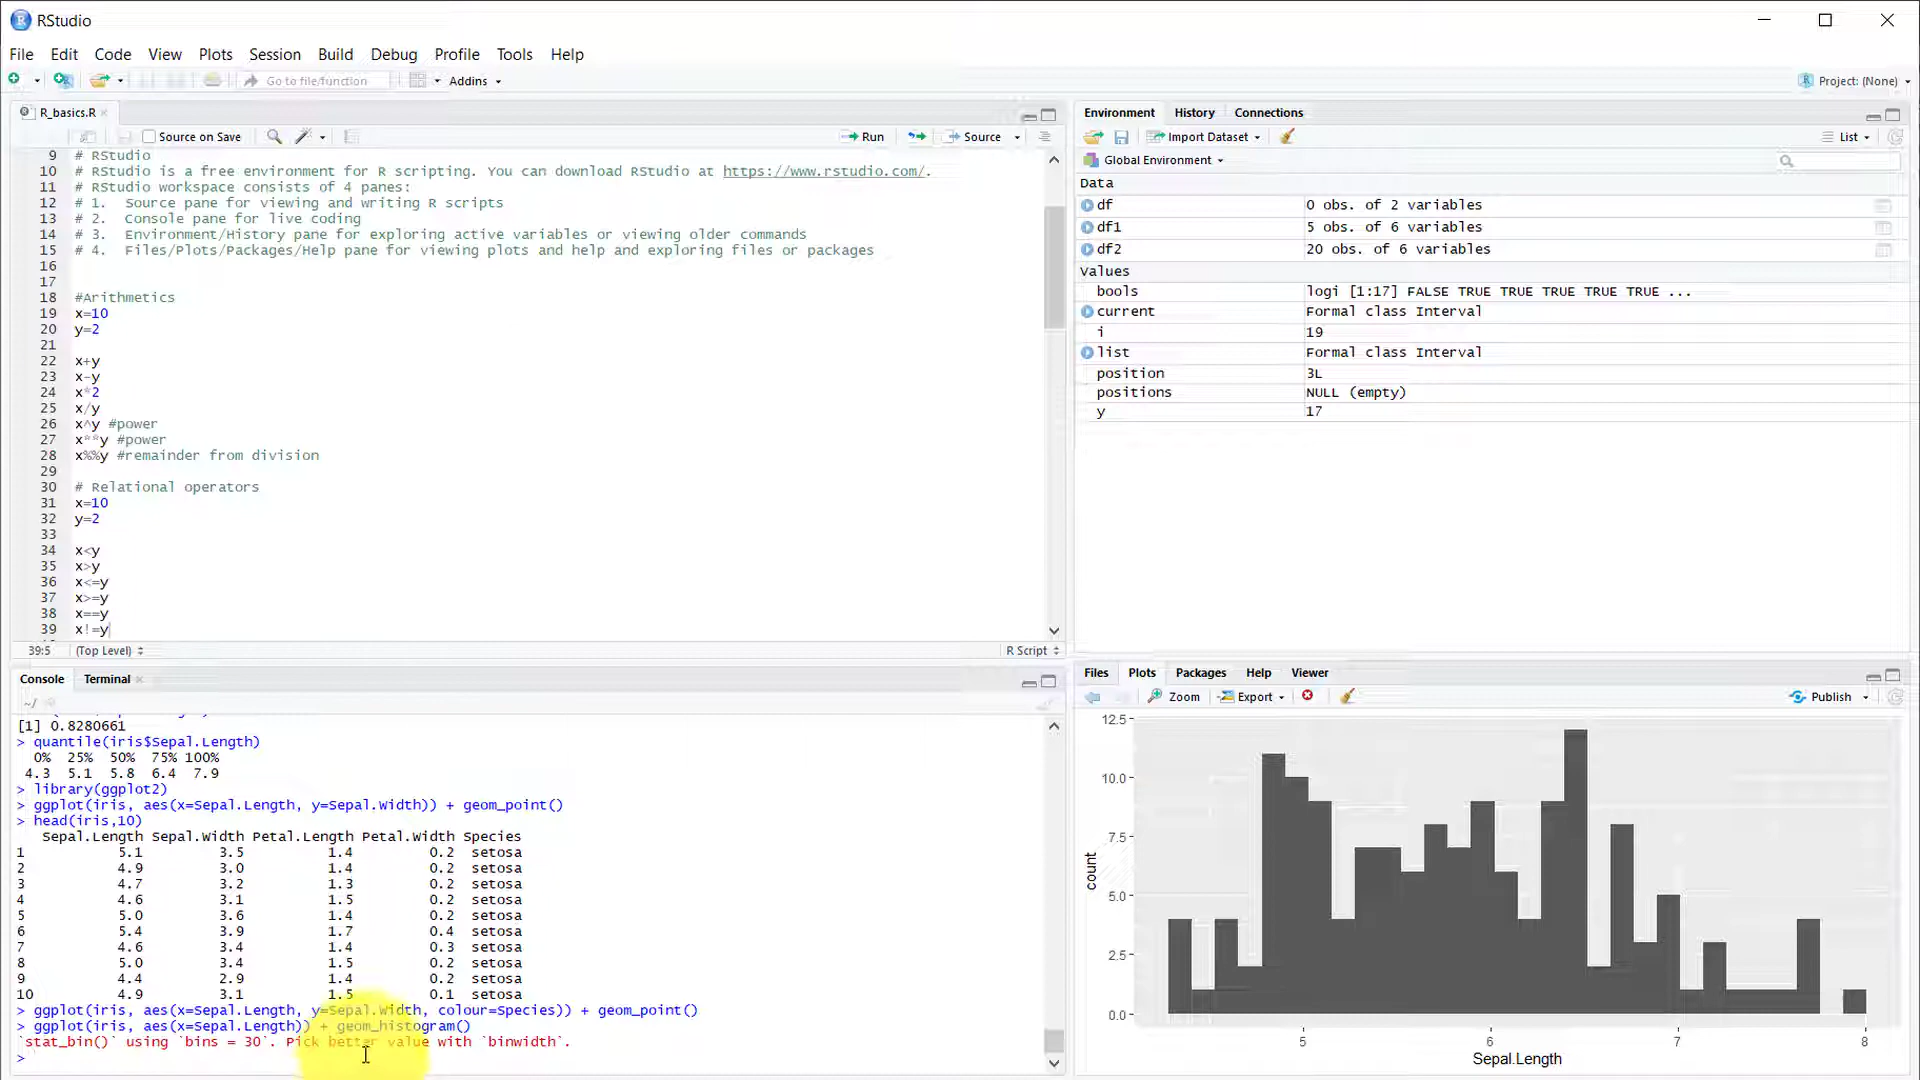 RStudio
File Edit Code View Plots Session Build Debug Profile Tools Help
Go to file/function Addins Project: (None)
R_basics.R
Source on Save Run Source
9 # RStudio
10 # RStudio is a free environment for R scripting. You can download RStudio at https://www.rstudio.com/.
11 # RStudio workspace consists of 4 panes:
12 # 1. Source pane for viewing and writing R scripts
13 # 2. Console pane for live coding
14 # 3. Environment/History pane for exploring active variables or viewing older commands
15 # 4. Files/Plots/Packages/Help pane for viewing plots and help and exploring files or packages
16
17
18 #Arithmetics
19 x=10
20 y=2
21
22 x+y
23 x-y
24 x*2
25 x/y
26 x^y #power
27 x**y #power
28 x%%y #remainder from division
29
30 # Relational operators
31 x=10
32 y=2
33
34 x<y
35 x>y
36 x<=y
37 x>=y
38 x==y
39 x!=y
39:5 (Top Level) R Script
Environment History Connections
Import Dataset List
Global Environment
Data
df 0 obs. of 2 variables
df1 5 obs. of 6 variables
df2 20 obs. of 6 variables
Values
bools logi [1:17] FALSE TRUE TRUE TRUE TRUE TRUE ...
current Formal class Interval
i 19
list Formal class Interval
position 3L
positions NULL (empty)
y 17
Console Terminal
~/
[1] 0.8280661
> quantile(iris$Sepal.Length)
0% 25% 50% 75% 100%
4.3 5.1 5.8 6.4 7.9
> library(ggplot2)
> ggplot(iris, aes(x=Sepal.Length, y=Sepal.Width)) + geom_point()
> head(iris,10)
Sepal.Length Sepal.Width Petal.Length Petal.Width Species
1 5.1 3.5 1.4 0.2 setosa
2 4.9 3.0 1.4 0.2 setosa
3 4.7 3.2 1.3 0.2 setosa
4 4.6 3.1 1.5 0.2 setosa
5 5.0 3.6 1.4 0.2 setosa
6 5.4 3.9 1.7 0.4 setosa
7 4.6 3.4 1.4 0.3 setosa
8 5.0 3.4 1.5 0.2 setosa
9 4.4 2.9 1.4 0.2 setosa
10 4.9 3.1 1.5 0.1 setosa
> ggplot(iris, aes(x=Sepal.Length, y=Sepal.Width, colour=Species)) + geom_point()
> ggplot(iris, aes(x=Sepal.Length)) + geom_histogram()
`stat_bin()` using `bins = 30`. Pick better value with `binwidth`.
>
Files Plots Packages Help Viewer
Zoom Export Publish
12.5
10.0
7.5
5.0
2.5
0.0
count
5 6 7 8
Sepal.Length